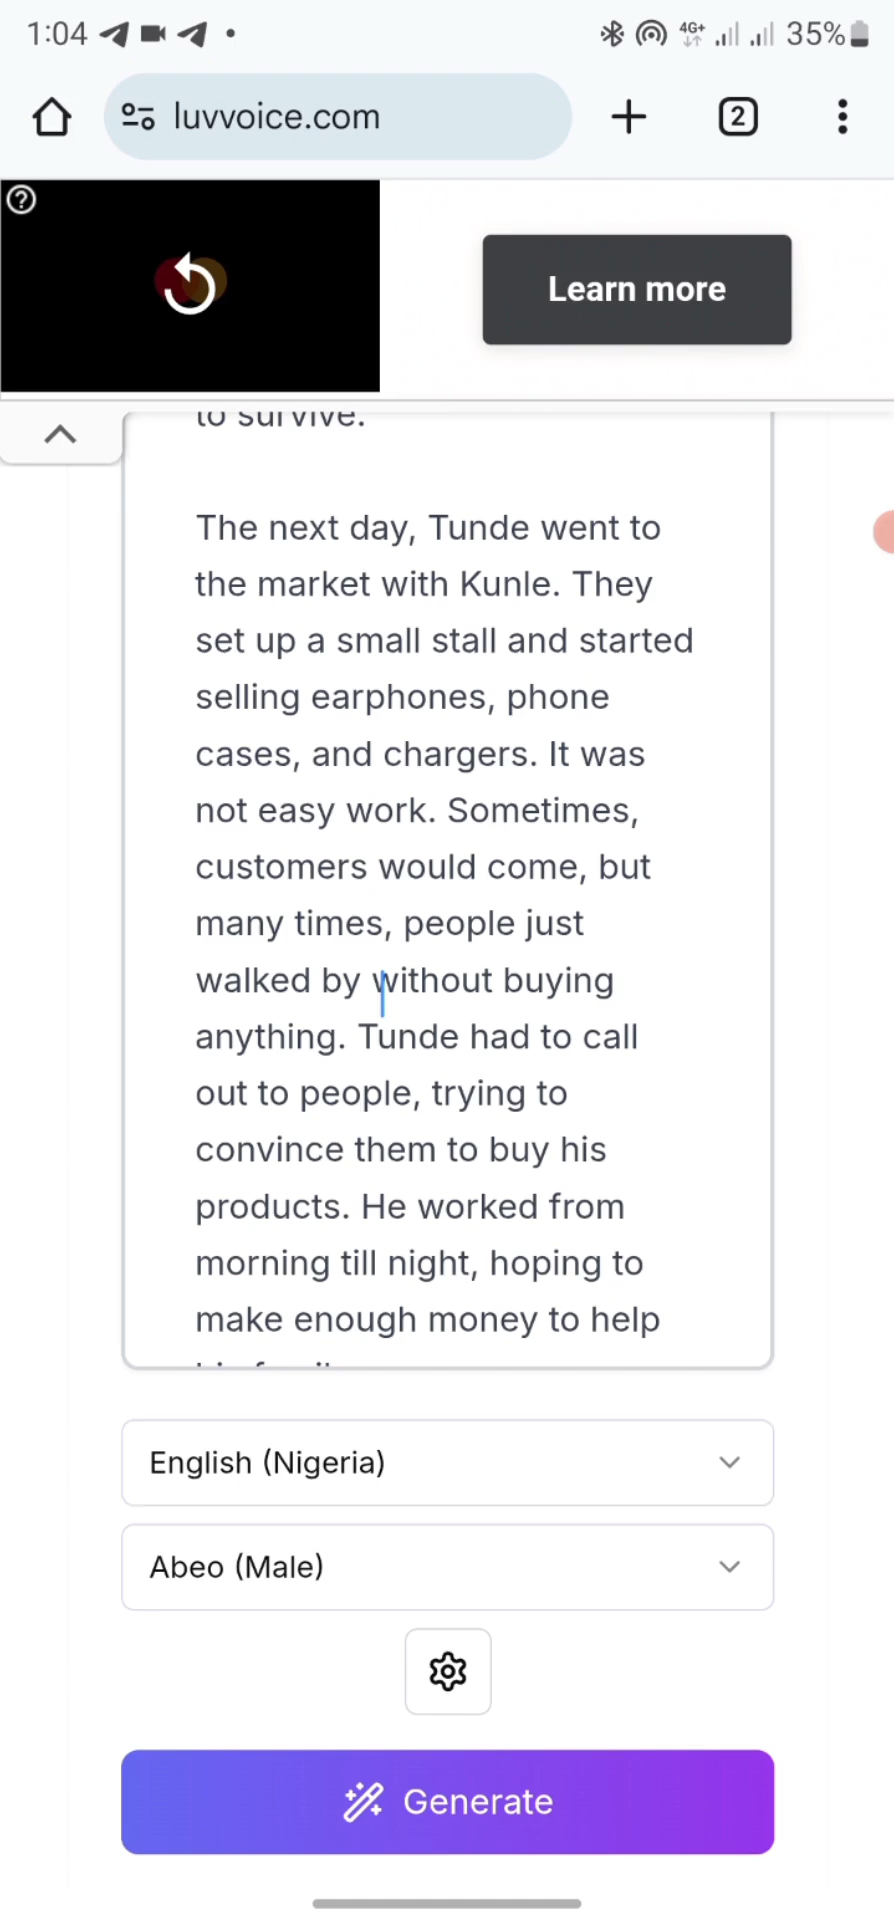 1:04
4G+
35%
luvvoice.com
2
Learn more
to survive.
The next day, Tunde went to
the market with Kunle. They
set up a small stall and started
selling earphones, phone
cases, and chargers. It was
not easy work. Sometimes,
customers would come, but
many times, people just
walked by without buying
anything. Tunde had to call
out to people, trying to
convince them to buy his
products. He worked from
morning till night, hoping to
make enough money to help
English (Nigeria)
Abeo (Male)
Generate